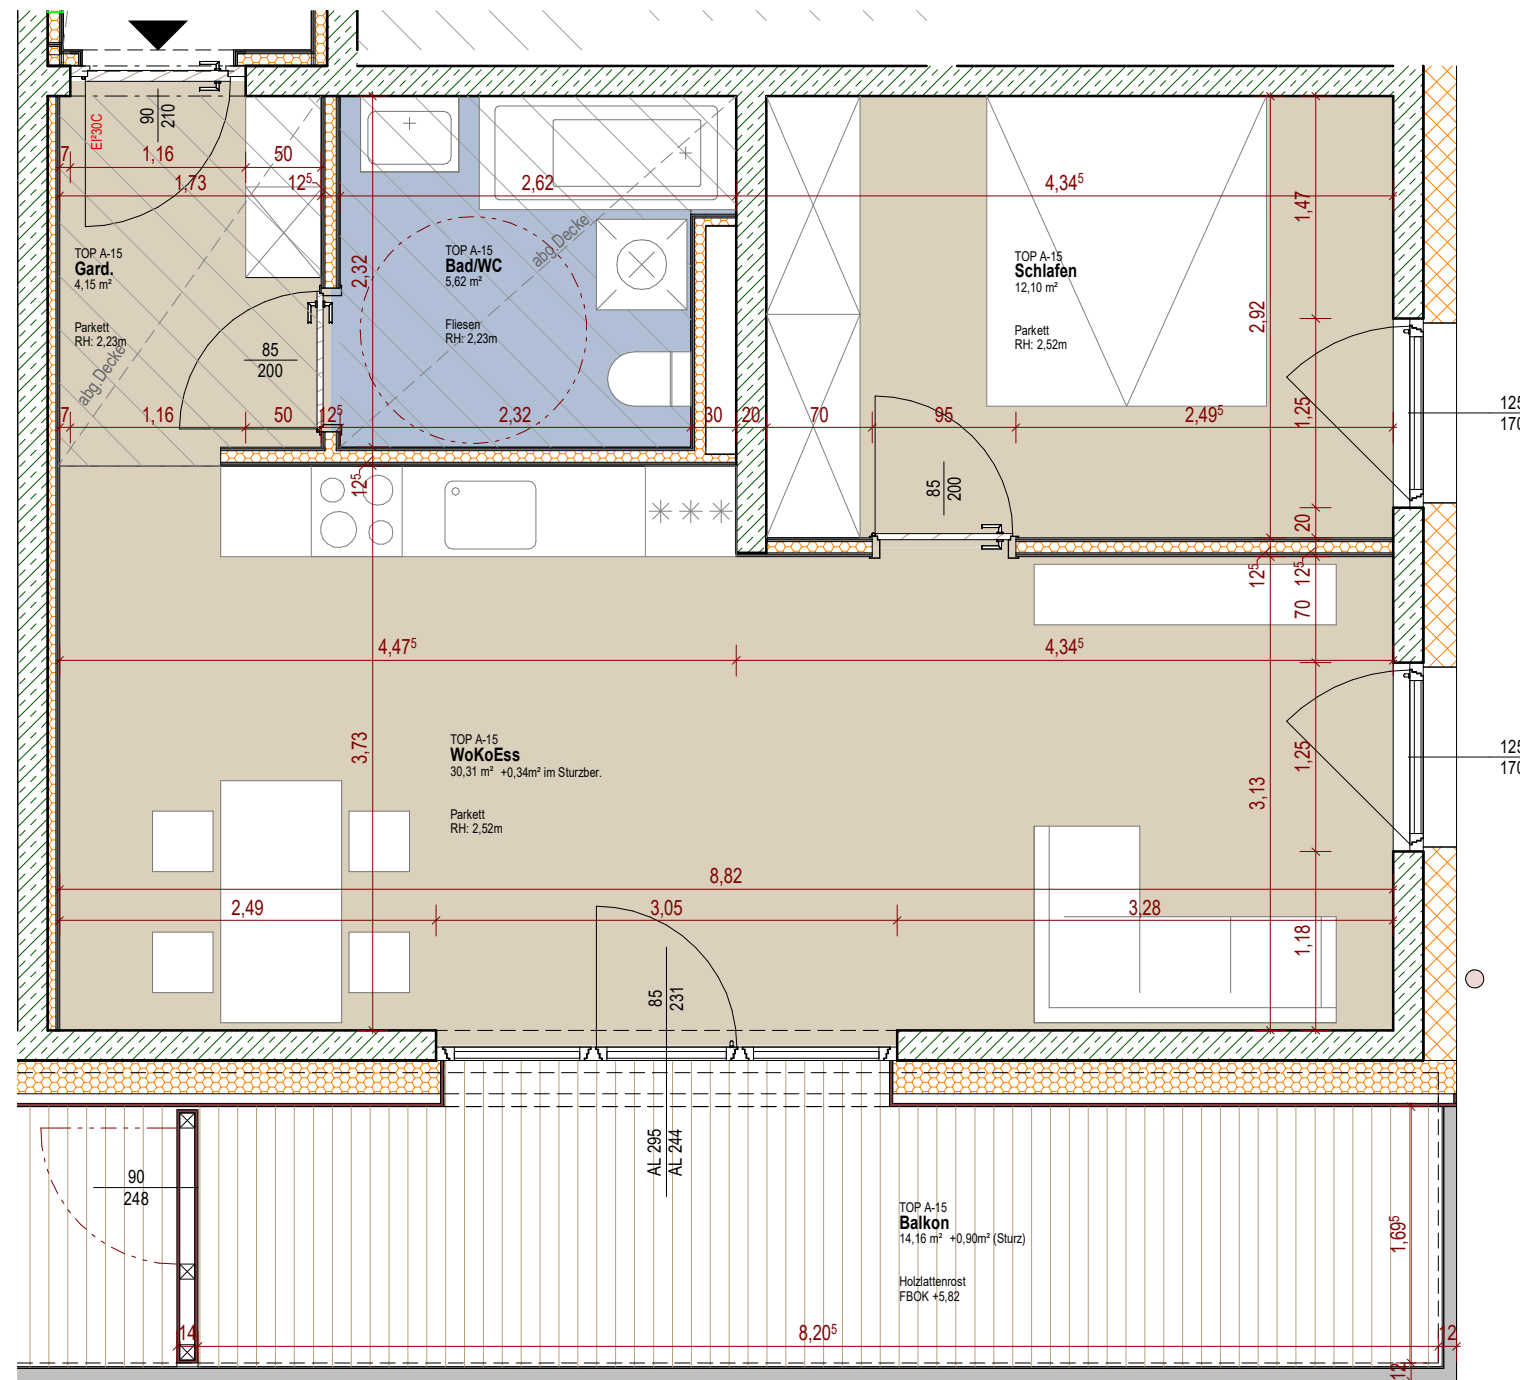 90
210
EI²30C
7
1,16
50
1,73
12⁵
2,62
4,34⁵
1,47
TOP A-15
Gard.
4,15 m²
Parkett
RH: 2,23m
abg.Decke
2,32
TOP A-15
Bad/WC
5,62 m²
Fliesen
RH: 2,23m
abg.Decke
TOP A-15
Schlafen
12,10 m²
Parkett
RH: 2,52m
2,92
85
200
7
1,16
50
12⁵
2,32
30
20
70
95
2,49⁵
1,25
125
170
12⁵
85
200
20
12⁵
12⁵
70
4,47⁵
4,34⁵
3,73
TOP A-15
WoKoEss
30,31 m² +0,34m² im Sturzber.
Parkett
RH: 2,52m
1,25
3,13
125
170
8,82
2,49
3,05
3,28
1,18
85
231
AL 295
AL 244
90
248
TOP A-15
Balkon
14,16 m² +0,90m² (Sturz)
Holzlattenrost
FBOK +5,82
1,69⁵
14
8,20⁵
12
12